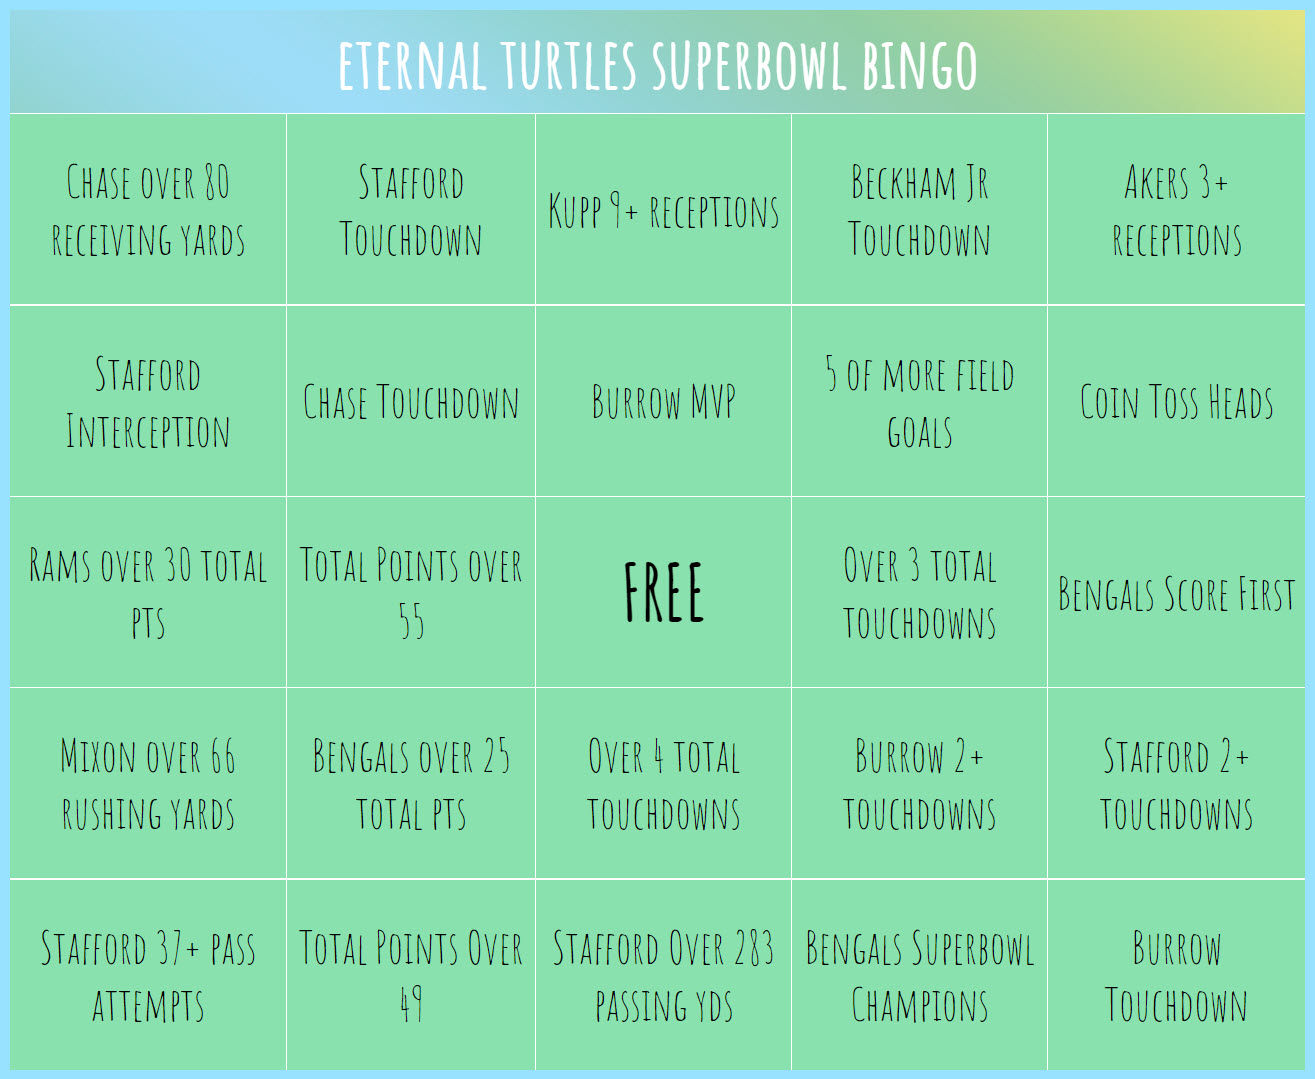 Eternal Turtles Superbowl Bingo
Chase over 80
receiving yards
Stafford
Touchdown
Kupp 9+ receptions
Beckham Jr
Touchdown
Akers 3+
receptions
Stafford
Interception
Chase Touchdown
Burrow MVP
5 of more field
goals
Coin Toss Heads
Rams over 30 total
pts
Total Points over
55
FREE
Over 3 total
touchdowns
Bengals Score First
Mixon over 66
rushing yards
Bengals over 25
total pts
Over 4 total
touchdowns
Burrow 2+
touchdowns
Stafford 2+
touchdowns
Stafford 37+ pass
attempts
Total Points Over
49
Stafford Over 283
passing yds
Bengals Superbowl
Champions
Burrow
Touchdown